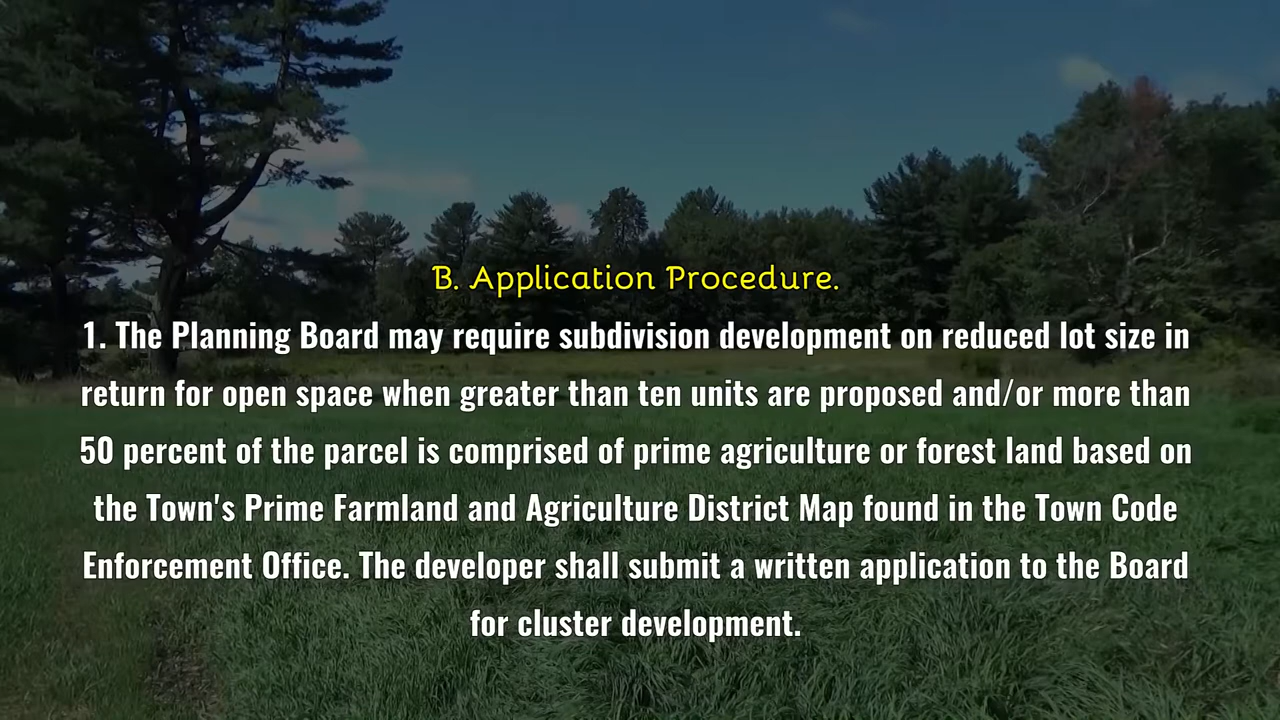 B. Application Procedure.
1. The Planning Board may require subdivision development on reduced lot size in
return for open space when greater than ten units are proposed and/or more than
50 percent of the parcel is comprised of prime agriculture or forest land based on
the Town's Prime Farmland and Agriculture District Map found in the Town Code
Enforcement Office. The developer shall submit a written application to the Board
for cluster development.